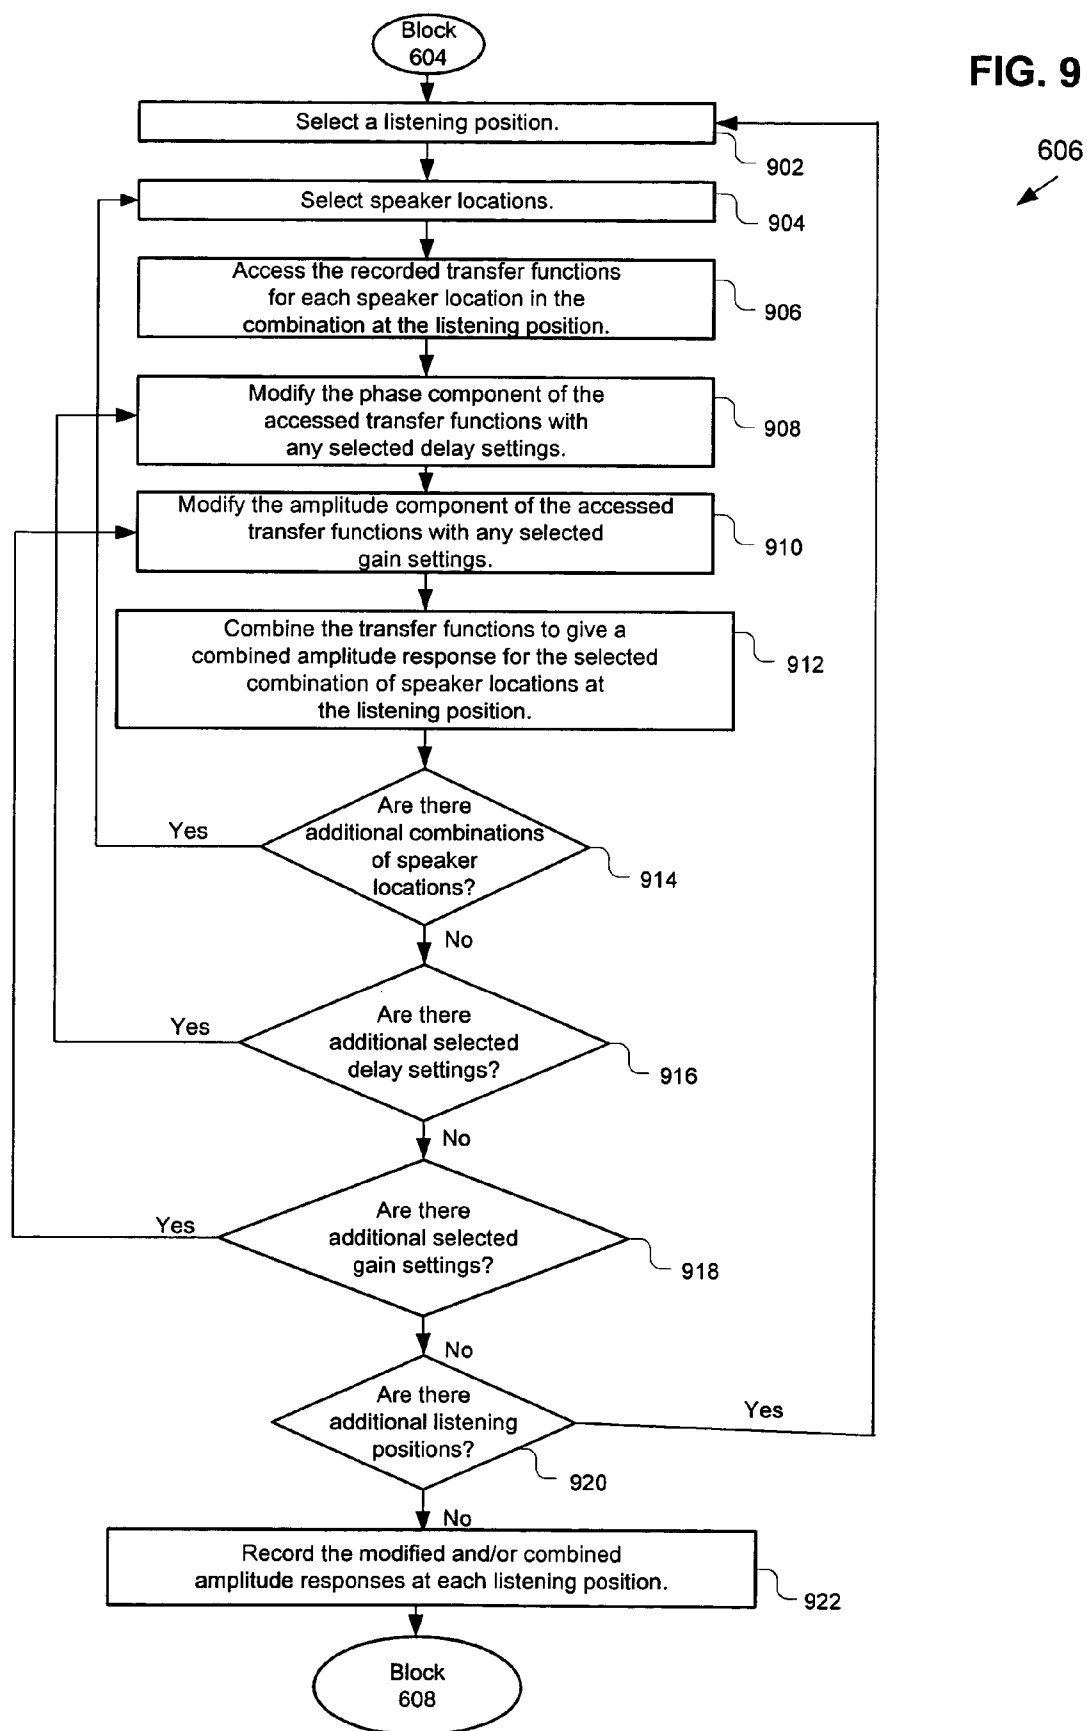 Block
604
FIG. 9
606
Select a listening position.
902
Select speaker locations.
904
Access the recorded transfer functions
for each speaker location in the
combination at the listening position.
906
Modify the phase component of the
accessed transfer functions with
any selected delay settings.
908
Modify the amplitude component of the accessed
transfer functions with any selected
gain settings.
910
Combine the transfer functions to give a
combined amplitude response for the selected
combination of speaker locations at
the listening position.
912
Are there
additional combinations
of speaker
locations?
Yes
914
No
Are there
additional selected
delay settings?
Yes
916
No
Are there
additional selected
gain settings?
Yes
918
No
Are there
additional listening
positions?
Yes
920
No
Record the modified and/or combined
amplitude responses at each listening position.
922
Block
608